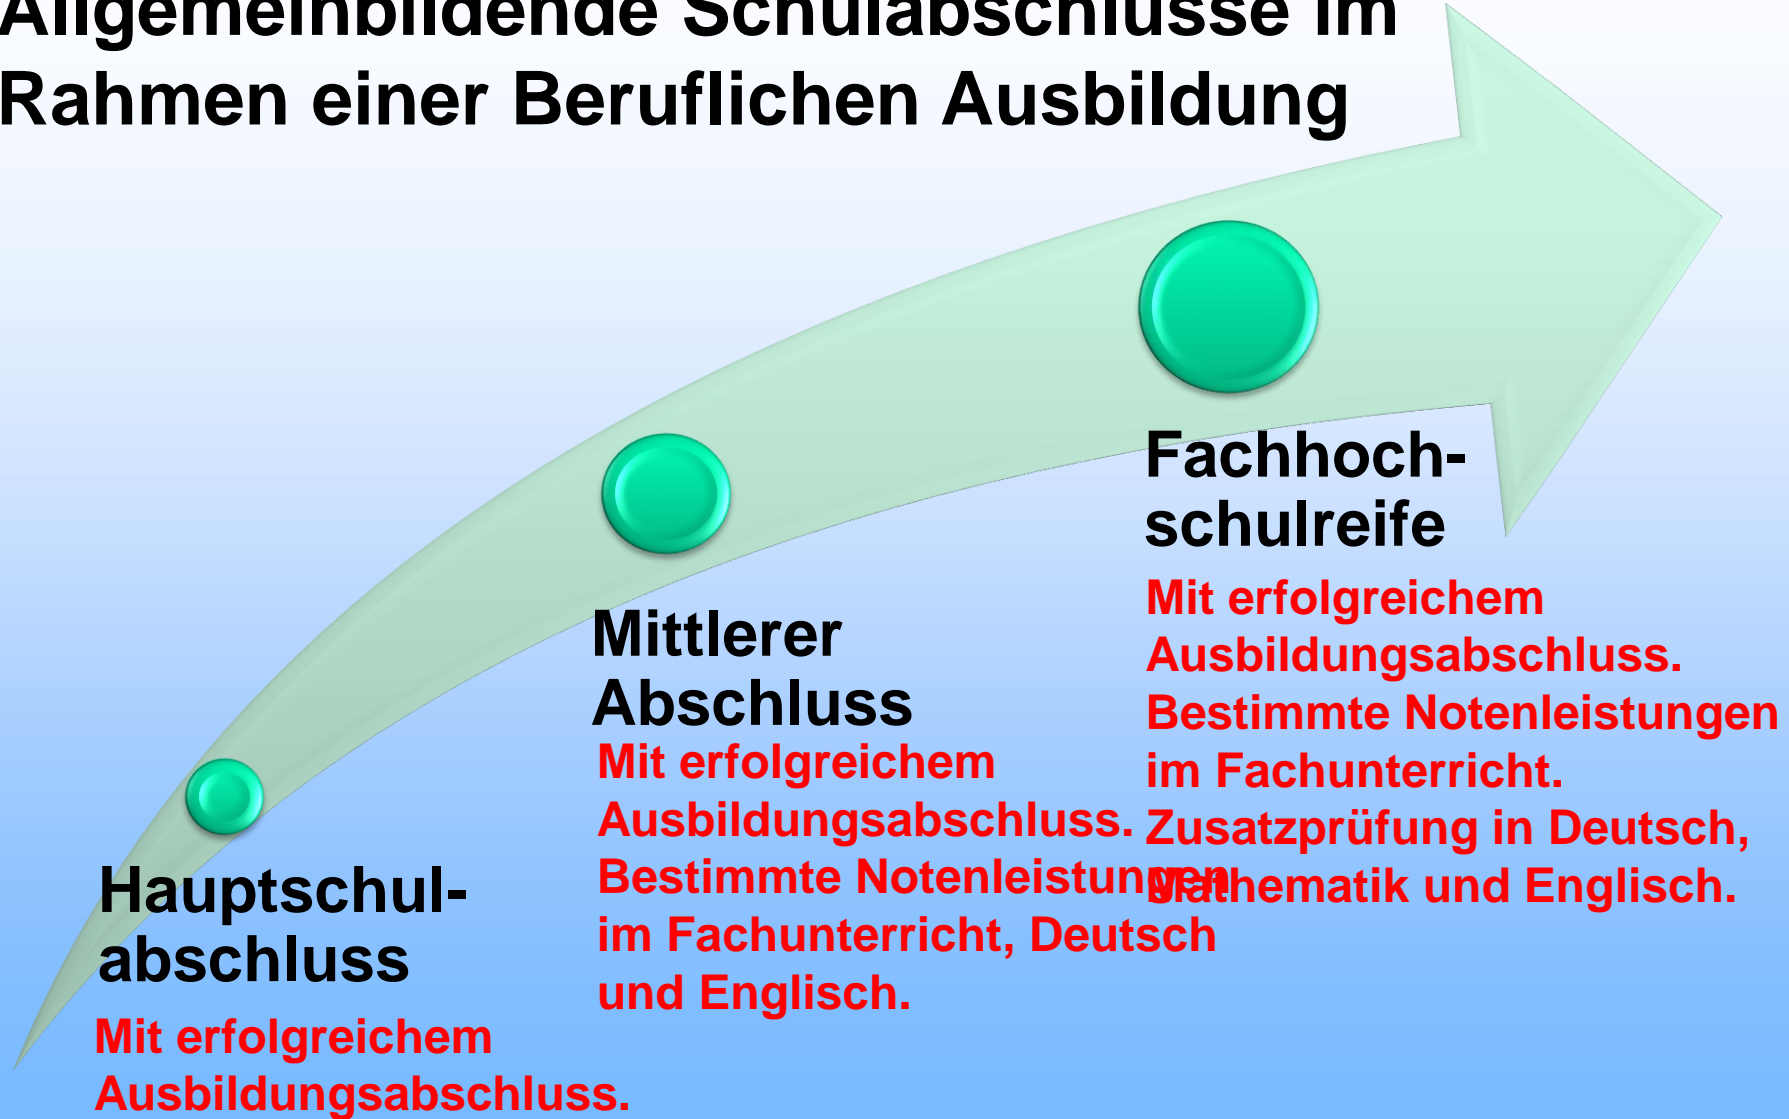 Allgemeinbildende Schulabschlüsse im
Rahmen einer Beruflichen Ausbildung
Hauptschul-
abschluss
Mit erfolgreichem
Ausbildungsabschluss.
Mittlerer
Abschluss
Mit erfolgreichem
Ausbildungsabschluss.
Bestimmte Notenleistungen
im Fachunterricht, Deutsch
und Englisch.
Fachhoch-
schulreife
Mit erfolgreichem
Ausbildungsabschluss.
Bestimmte Notenleistungen
im Fachunterricht.
Zusatzprüfung in Deutsch,
Mathematik und Englisch.